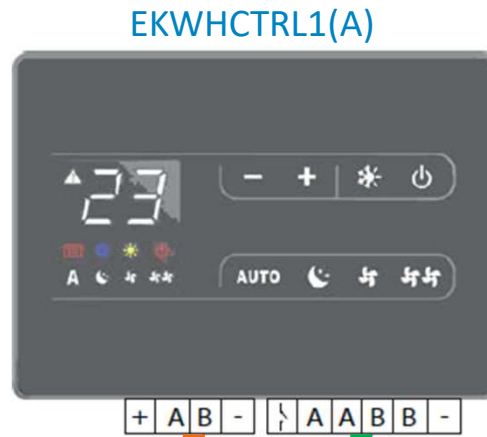 EKWHCTRL1(A)
23
- +
A
AUTO
+ A B - A A B B -